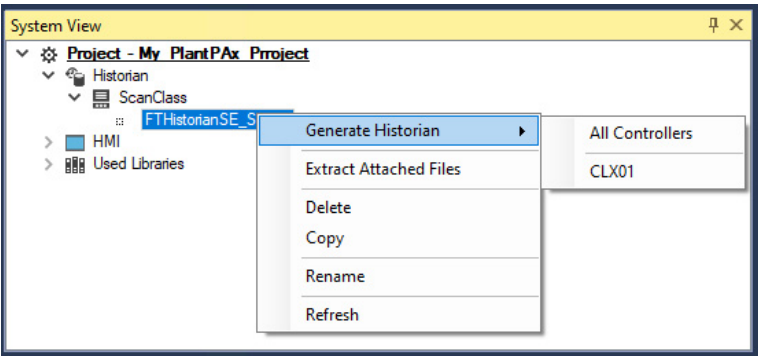 System View
Project - My_PlantPAx_Prroject
Historian
ScanClass
FTHistorianSE_S
HMI
Used Libraries
Generate Historian
Extract Attached Files
Delete
Copy
Rename
Refresh
All Controllers
CLX01